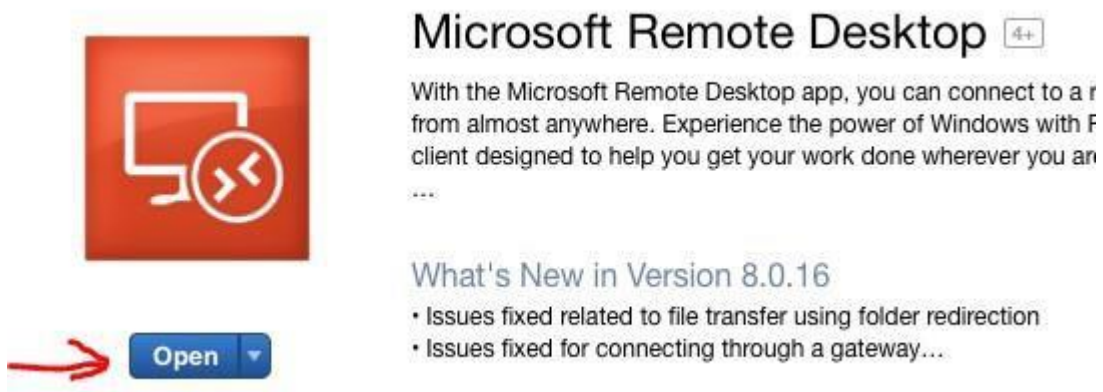 Microsoft Remote Desktop 4+
With the Microsoft Remote Desktop app, you can connect to a
from almost anywhere. Experience the power of Windows with
client designed to help you get your work done wherever you are
...
What's New in Version 8.0.16
• Issues fixed related to file transfer using folder redirection
• Issues fixed for connecting through a gateway...
Open